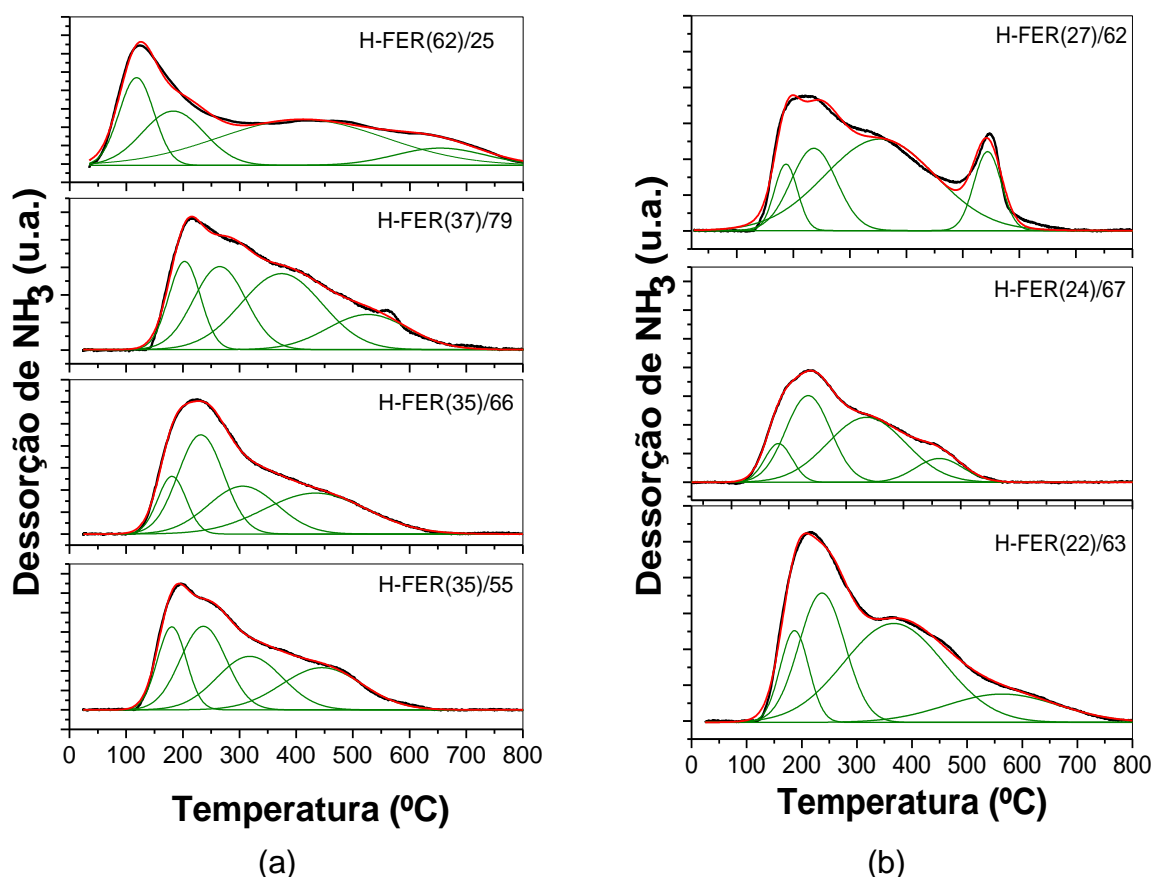 Dessorção de NH3 (u.a.)
H-FER(62)/25
H-FER(37)/79
H-FER(35)/66
H-FER(35)/55
0 100 200 300 400 500 600 700 800
Temperatura (ºC)
(a)
Dessorção de NH3 (u.a.)
H-FER(27)/62
H-FER(24)/67
H-FER(22)/63
0 100 200 300 400 500 600 700 800
Temperatura (ºC)
(b)